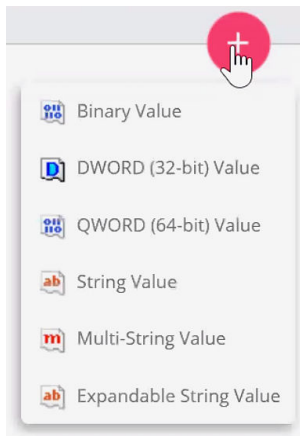 Binary Value
DWORD (32-bit) Value
QWORD (64-bit) Value
String Value
Multi-String Value
Expandable String Value